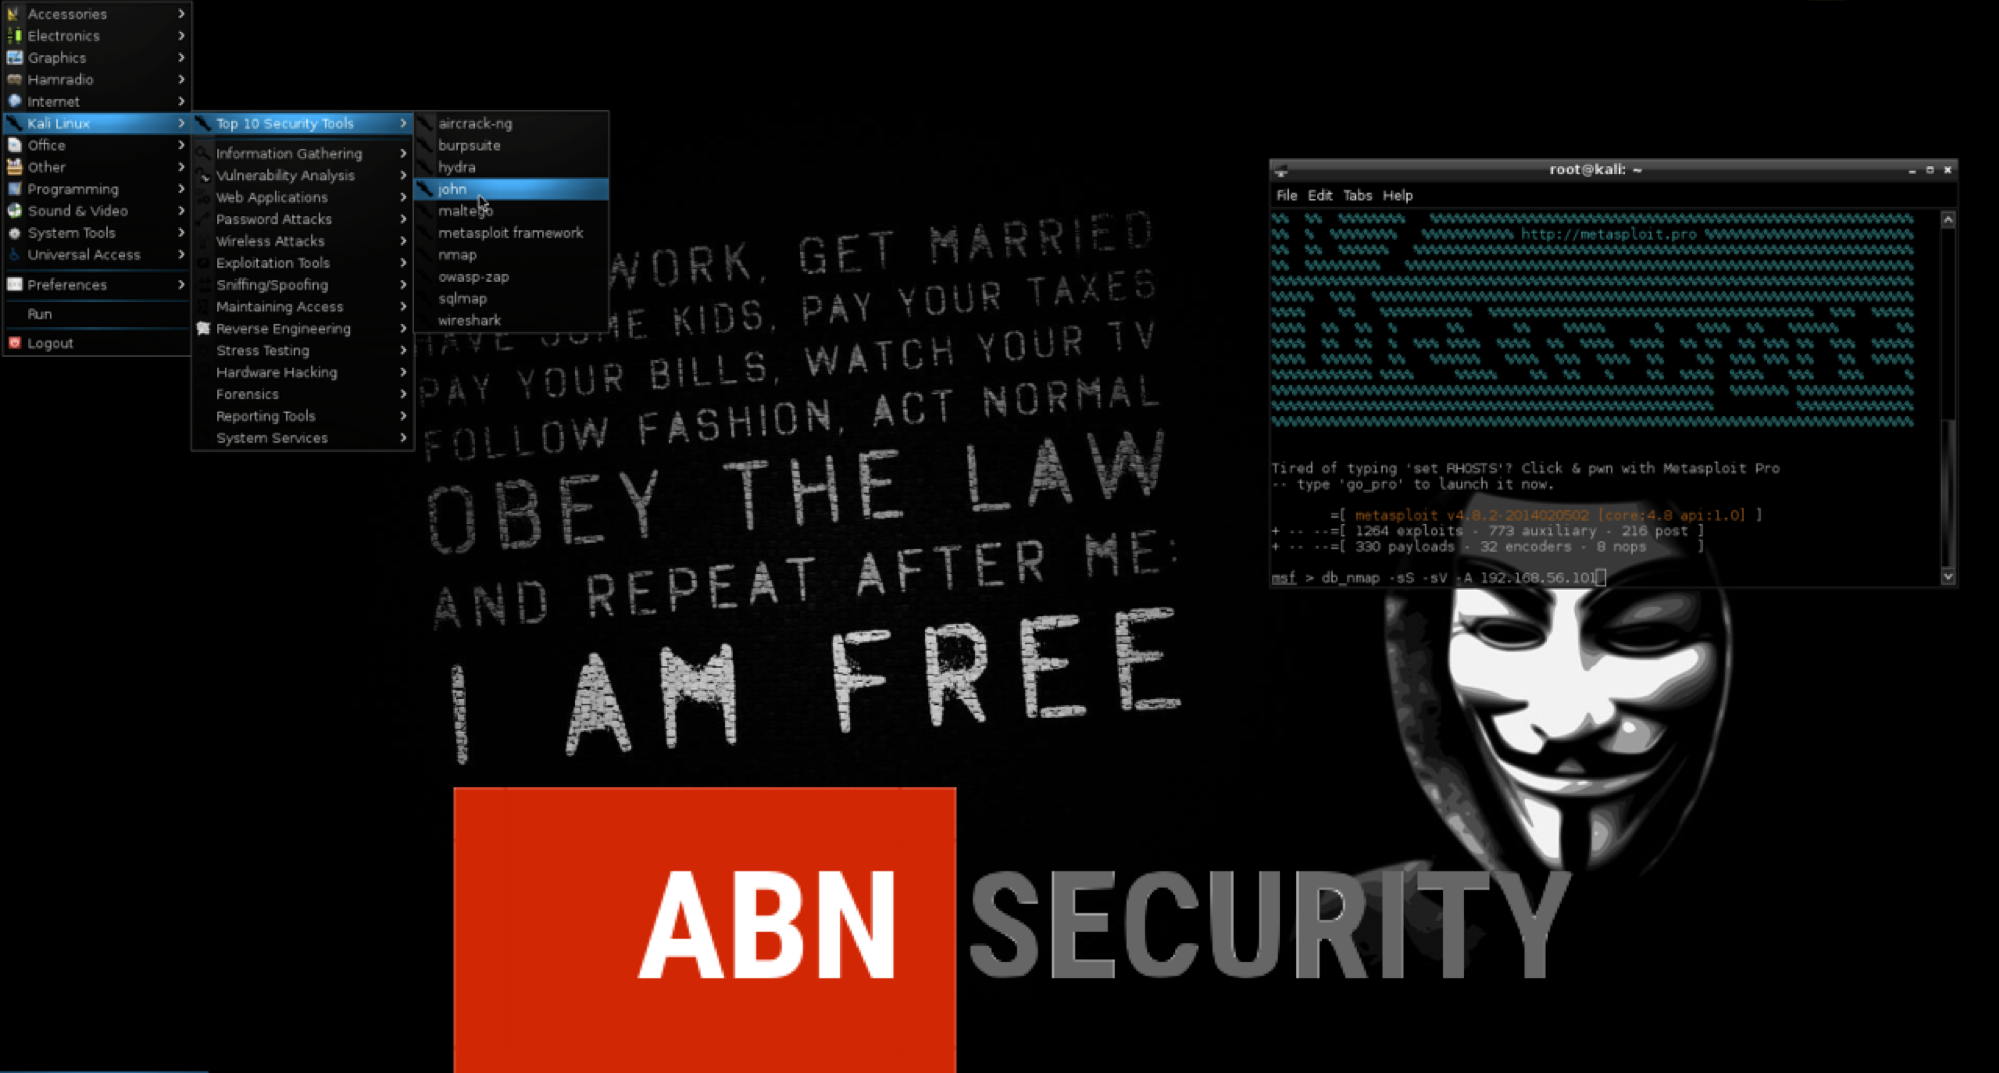 Accessories
Electronics
Graphics
Hamradio
Internet
Kali Linux
Office
Other
Programming
Sound & Video
System Tools
Universal Access
Preferences
Run
Logout
Top 10 Security Tools
Information Gathering
Vulnerability Analysis
Web Applications
Password Attacks
Wireless Attacks
Exploitation Tools
Sniffing/Spoofing
Maintaining Access
Reverse Engineering
Stress Testing
Hardware Hacking
Forensics
Reporting Tools
System Services
aircrack-ng
burpsuite
hydra
john
maltego
metasploit framework
nmap
owasp-zap
sqlmap
wireshark
WORK, GET MARRIED
HAVE SOME KIDS, PAY YOUR TAXES
PAY YOUR BILLS, WATCH YOUR TV
FOLLOW FASHION, ACT NORMAL
OBEY THE LAW
AND REPEAT AFTER ME:
I AM FREE
root@kali: ~
File Edit Tabs Help
http://metasploit.pro
Tired of typing 'set RHOSTS'? Click & pwn with Metasploit Pro
-- type 'go_pro' to launch it now.
=[ metasploit v4.8.2-2014020502 [core:4.8 api:1.0] ]
+ -- --=[ 1264 exploits - 773 auxiliary - 216 post ]
+ -- --=[ 330 payloads - 32 encoders - 8 nops ]
msf > db_nmap -sS -sV -A 192.168.56.101
ABN SECURITY